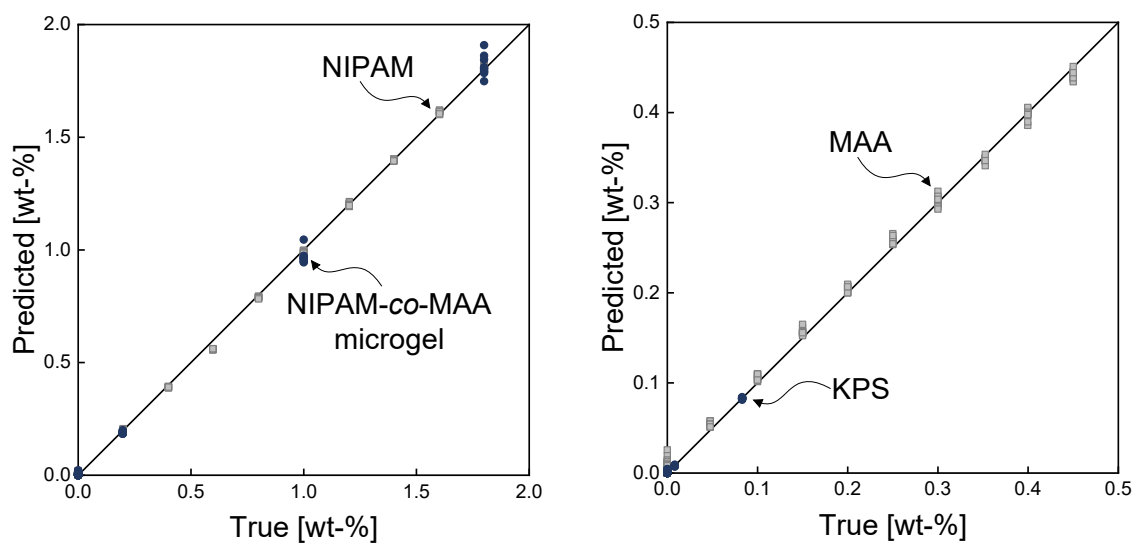 2.0
1.5
1.0
0.5
0.0
Predicted [wt-%]
NIPAM
NIPAM-co-MAA
microgel
0.0 0.5 1.0 1.5 2.0
True [wt-%]
0.5
0.4
0.3
0.2
0.1
0.0
Predicted [wt-%]
MAA
KPS
0.0 0.1 0.2 0.3 0.4 0.5
True [wt-%]